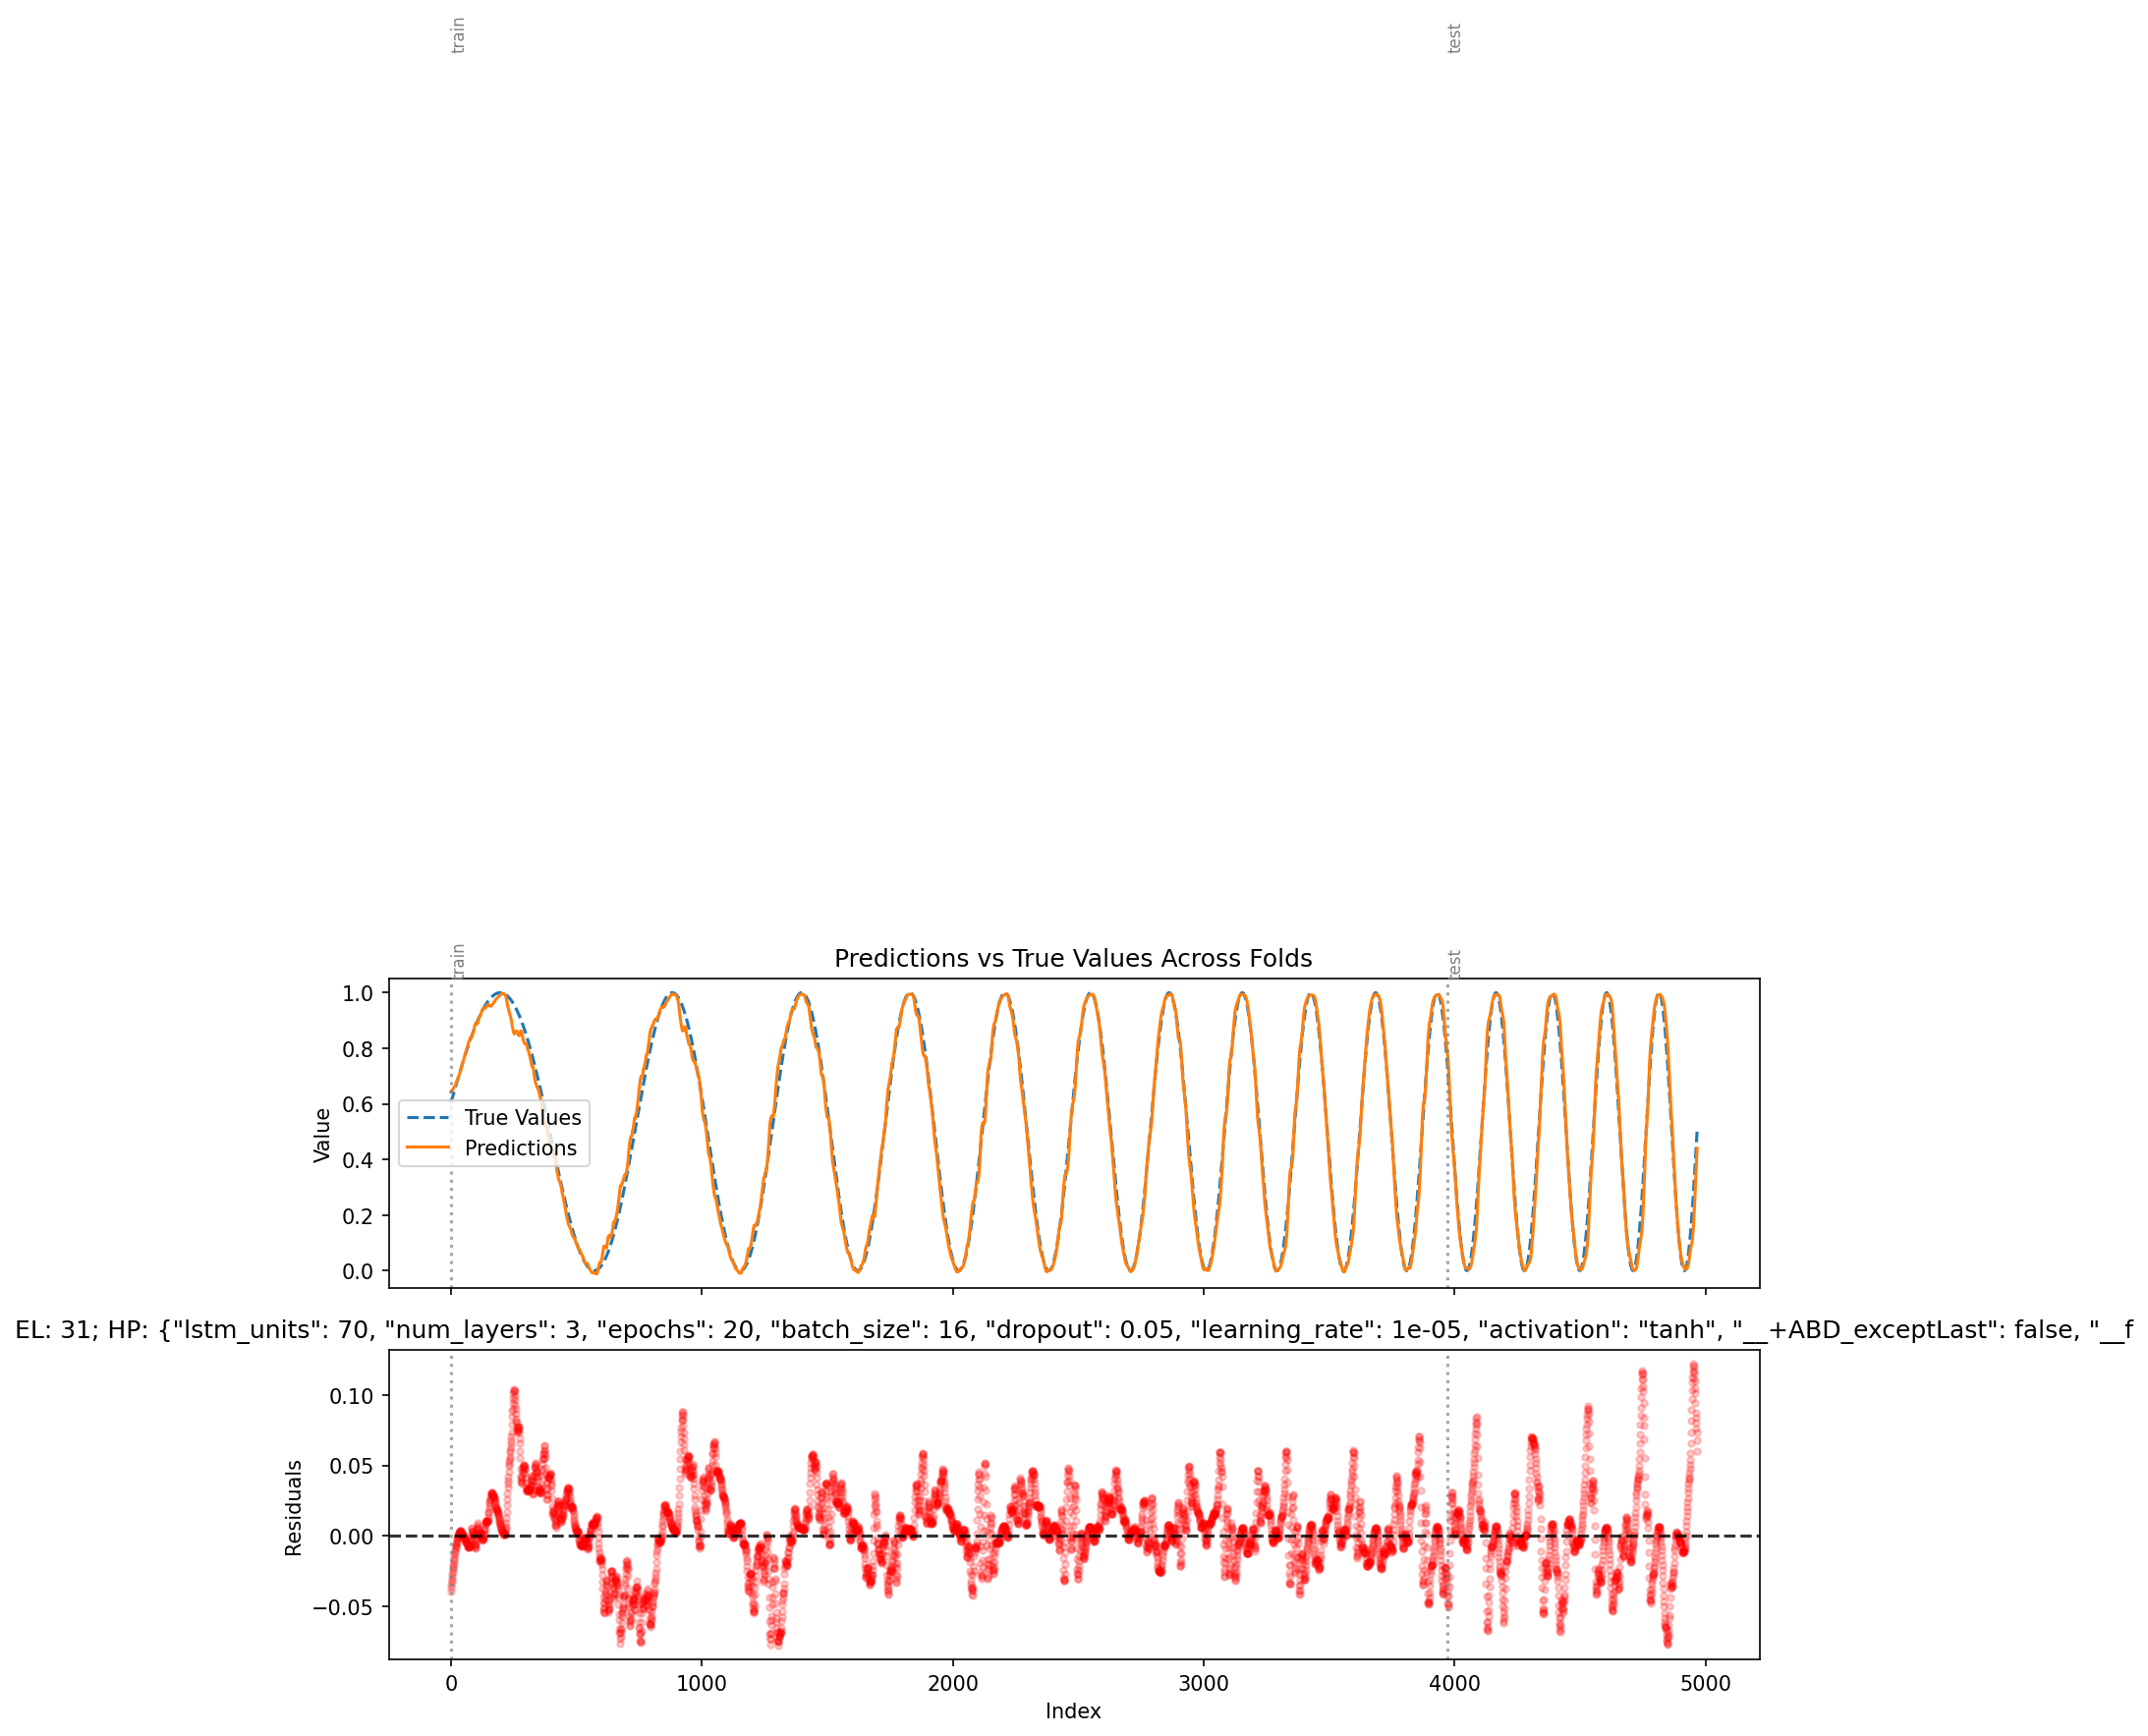 train
test
Predictions vs True Values Across Folds
train
test
1.0
0.8
0.6
0.4
0.2
0.0
Value
True Values
Predictions
EL: 31; HP: {"lstm_units": 70, "num_layers": 3, "epochs": 20, "batch_size": 16, "dropout": 0.05, "learning_rate": 1e-05, "activation": "tanh", "__+ABD_exceptLast": false, "__f
0.10
0.05
0.00
−0.05
Residuals
0
1000
2000
3000
4000
5000
Index